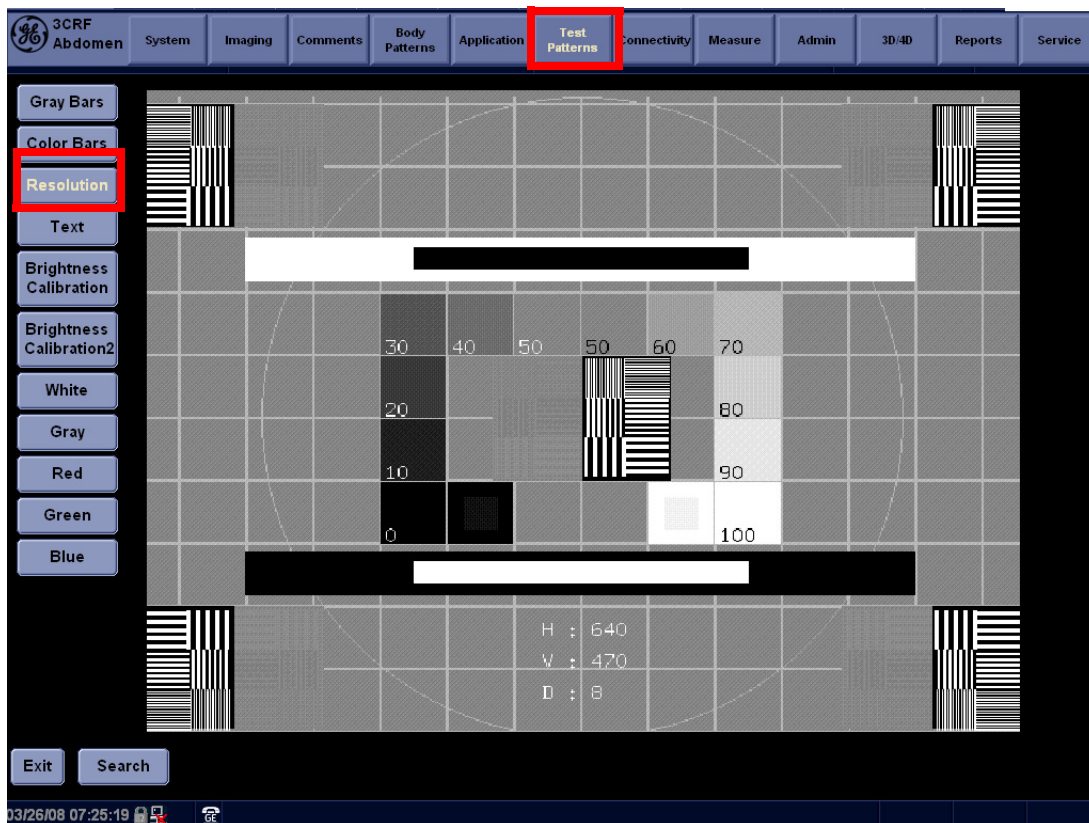 3CRF
Abdomen
System
Imaging
Comments
Body
Patterns
Application
Test
Patterns
Connectivity
Measure
Admin
3D/4D
Reports
Service
Gray Bars
Color Bars
Resolution
Text
Brightness
Calibration
Brightness
Calibration2
White
Gray
Red
Green
Blue
30 40 50 50 60 70
20 80
10 90
0 100
H : 640
V : 470
D : 8
Exit
Search
03/26/08 07:25:19
GE